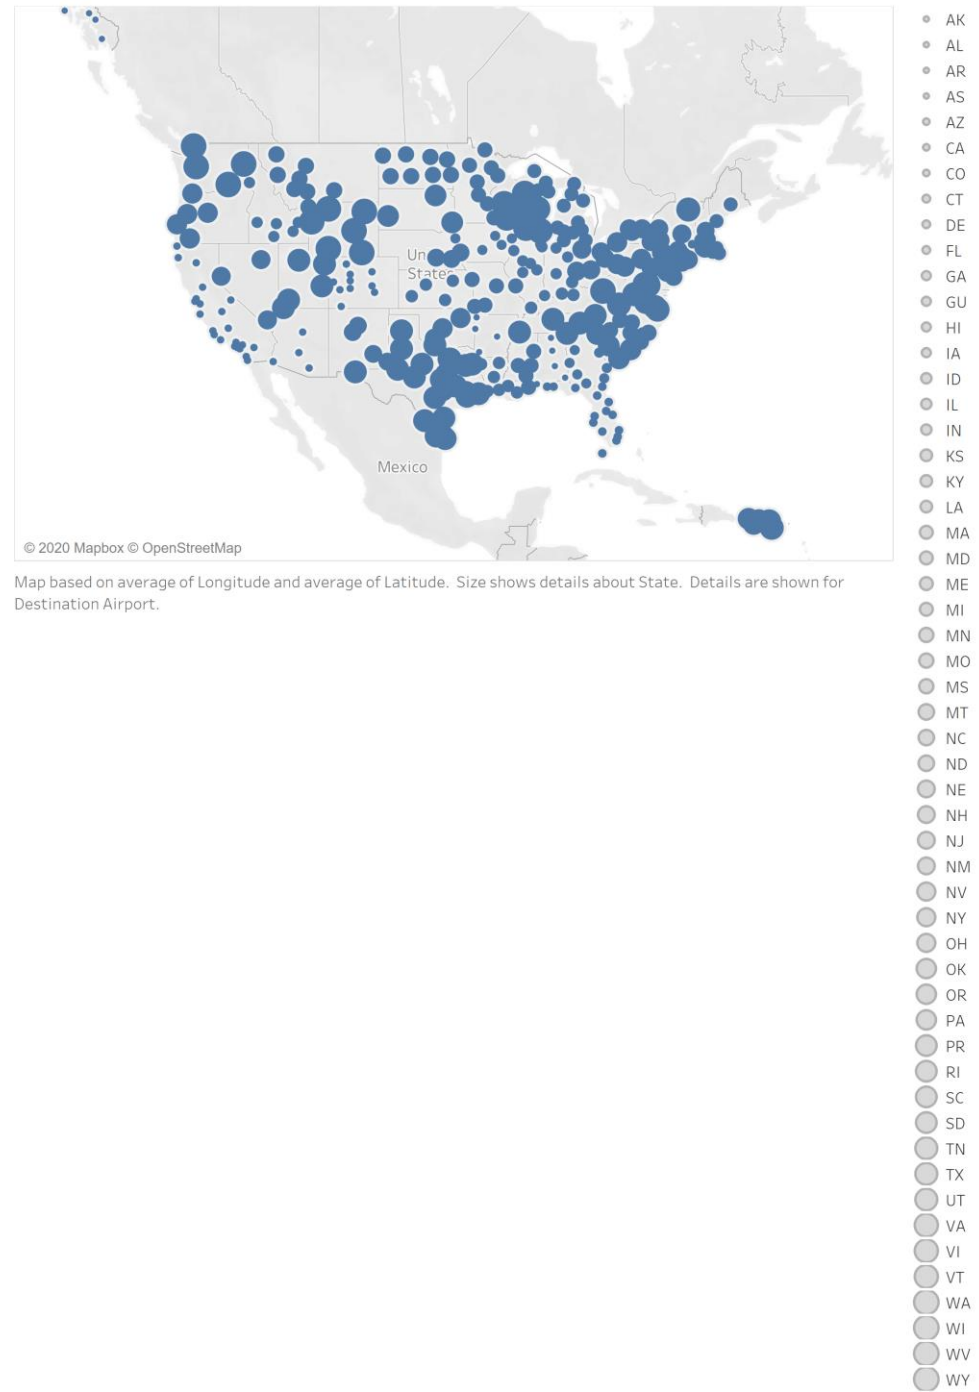 Un
States
Mexico
© 2020 Mapbox © OpenStreetMap
Map based on average of Longitude and average of Latitude. Size shows details about State. Details are shown for
Destination Airport.
AK
AL
AR
AS
AZ
CA
CO
CT
DE
FL
GA
GU
HI
IA
ID
IL
IN
KS
KY
LA
MA
MD
ME
MI
MN
MO
MS
MT
NC
ND
NE
NH
NJ
NM
NV
NY
OH
OK
OR
PA
PR
RI
SC
SD
TN
TX
UT
VA
VI
VT
WA
WI
WV
WY